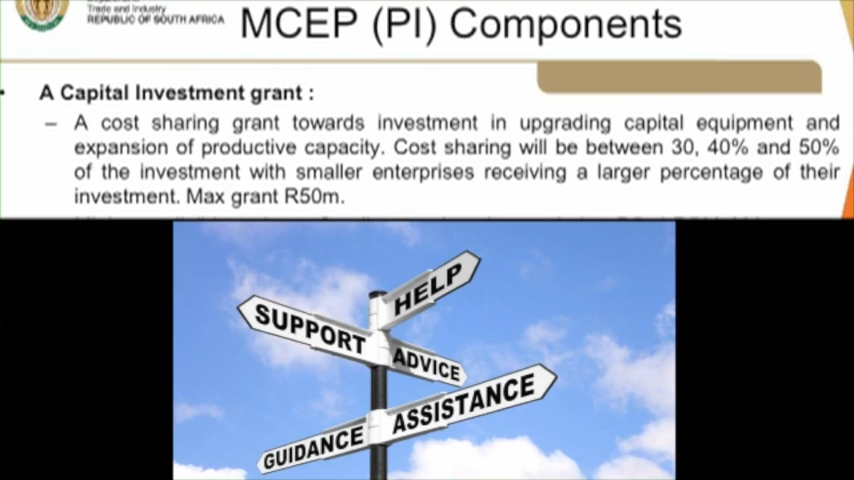 Trade and Industry
REPUBLIC OF SOUTH AFRICA
MCEP (PI) Components
• A Capital Investment grant :
– A cost sharing grant towards investment in upgrading capital equipment and
expansion of productive capacity. Cost sharing will be between 30, 40% and 50%
of the investment with smaller enterprises receiving a larger percentage of their
investment. Max grant R50m.
HELP
SUPPORT
ADVICE
ASSISTANCE
GUIDANCE